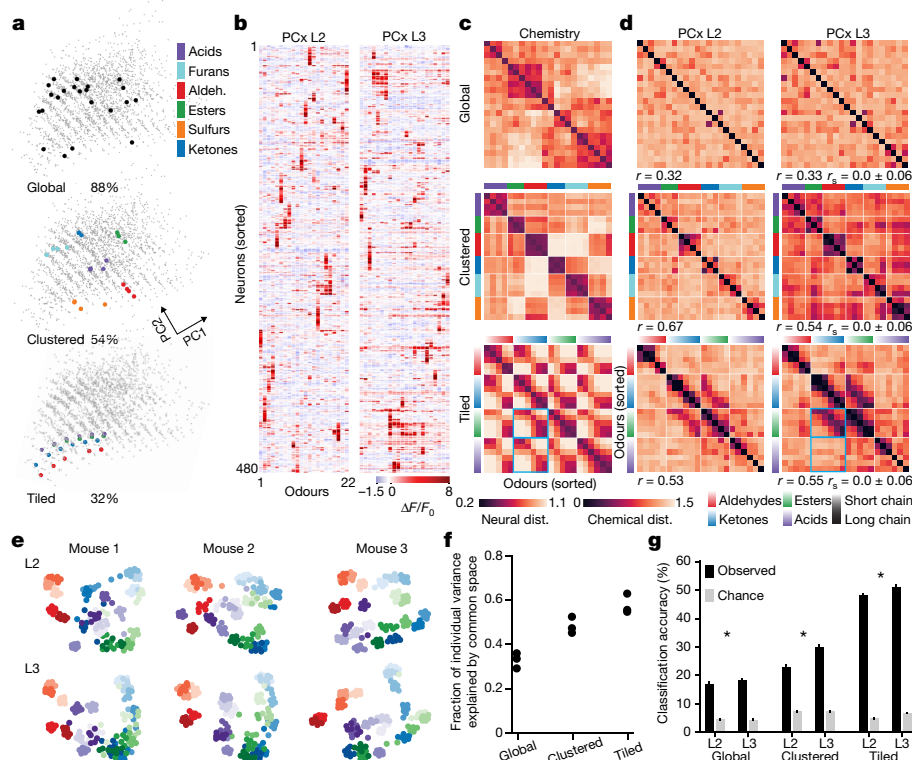 a
Acids
Furans
Aldeh.
Esters
Sulfurs
Ketones
Global 88%
Clustered 54%
PC2
PC1
Tiled 32%
b
PCx L2 PCx L3
1
Neurons (sorted)
480
1 Odours 22
−1.5 0 8
ΔF/F0
c
Chemistry
Global
Clustered
Tiled
Odours (sorted)
0.2 1.1
Neural dist.
0 1.5
Chemical dist.
d
PCx L2 PCx L3
r = 0.32 r = 0.33 rs = 0.0 ± 0.06
r = 0.67 r = 0.54 rs = 0.0 ± 0.06
Odours (sorted)
r = 0.53 r = 0.55 rs = 0.0 ± 0.06
Aldehydes Esters Short chain
Ketones Acids Long chain
e
Mouse 1 Mouse 2 Mouse 3
L2
L3
f
Fraction of individual variance
explained by common space
0.8
0.6
0.4
0.2
0
Global Clustered Tiled
g
Classification accuracy (%)
60
50
40
30
20
10
0
Observed
Chance
* * *
L2 L3 L2 L3 L2 L3
Global Clustered Tiled